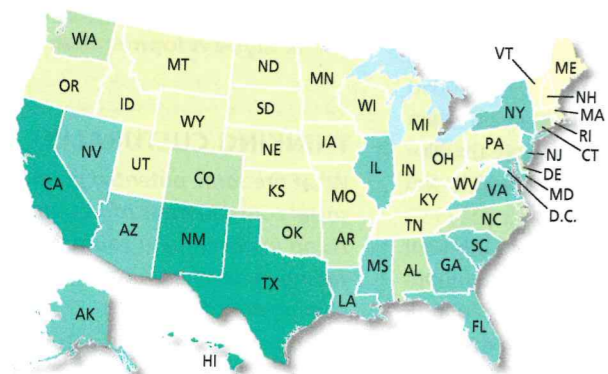 WA
MT
ND
MN
VT
ME
OR
ID
SD
WI
MI
NY
NH
MA
RI
CT
WY
NE
IA
PA
NJ
DE
MD
D.C.
NV
UT
CO
KS
MO
IL
IN
OH
WV
VA
KY
CA
AZ
NM
OK
AR
TN
NC
SC
TX
LA
MS
AL
GA
FL
AK
HI